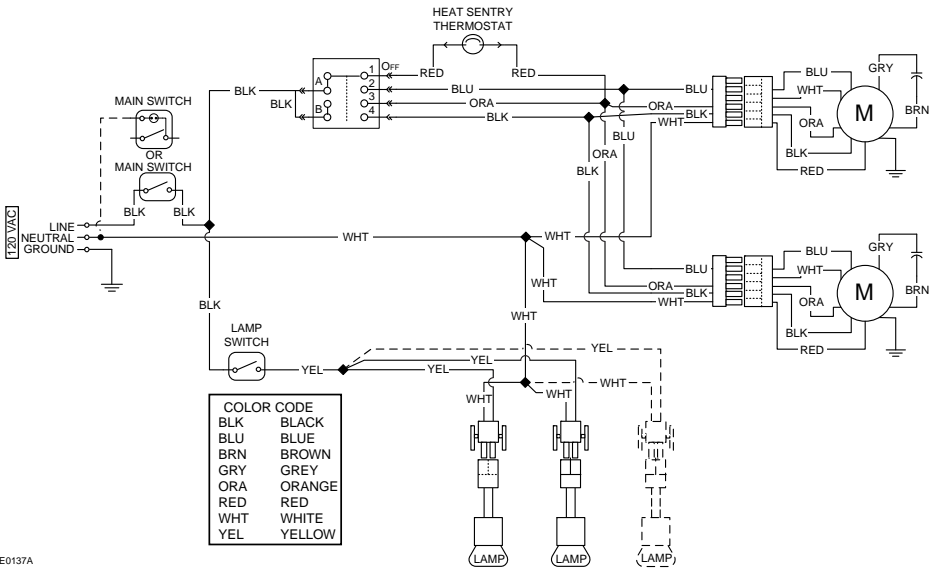 HEAT SENTRY
THERMOSTAT
RED
RED
1 OFF
2
3
4
A
B
BLK
BLK
BLU
ORA
BLK
BLU
ORA
BLK
WHT
BLU
WHT
ORA
BLK
RED
GRY
BRN
M
BLU
ORA
BLK
MAIN SWITCH
OR
MAIN SWITCH
BLK
BLK
120 VAC
LINE
NEUTRAL
GROUND
WHT
WHT
WHT
WHT
BLU
ORA
BLK
WHT
BLU
WHT
ORA
BLK
RED
GRY
BRN
M
BLK
LAMP
SWITCH
YEL
YEL
YEL
YEL
WHT
WHT
WHT
COLOR CODE
BLK BLACK
BLU BLUE
BRN BROWN
GRY GREY
ORA ORANGE
RED RED
WHT WHITE
YEL YELLOW
LAMP
LAMP
LAMP
E0137A